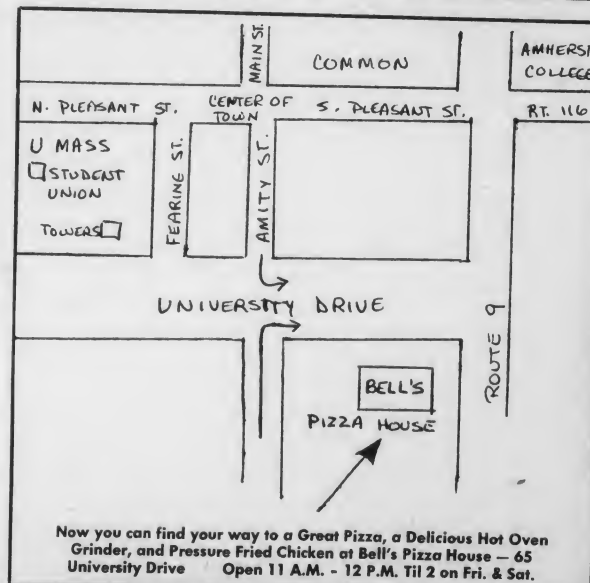 MAIN ST.
COMMON
AMHERST
COLLEGE
N. PLEASANT ST.
CENTER OF
TOWN
S. PLEASANT ST.
RT. 116
U MASS
STUDENT
UNION
TOWERS
FEARING ST.
AMITY ST.
UNIVERSITY DRIVE
ROUTE 9
BELL'S
PIZZA HOUSE
Now you can find your way to a Great Pizza, a Delicious Hot Oven
Grinder, and Pressure Fried Chicken at Bell's Pizza House — 65
University Drive Open 11 A.M. - 12 P.M. Til 2 on Fri. & Sat.